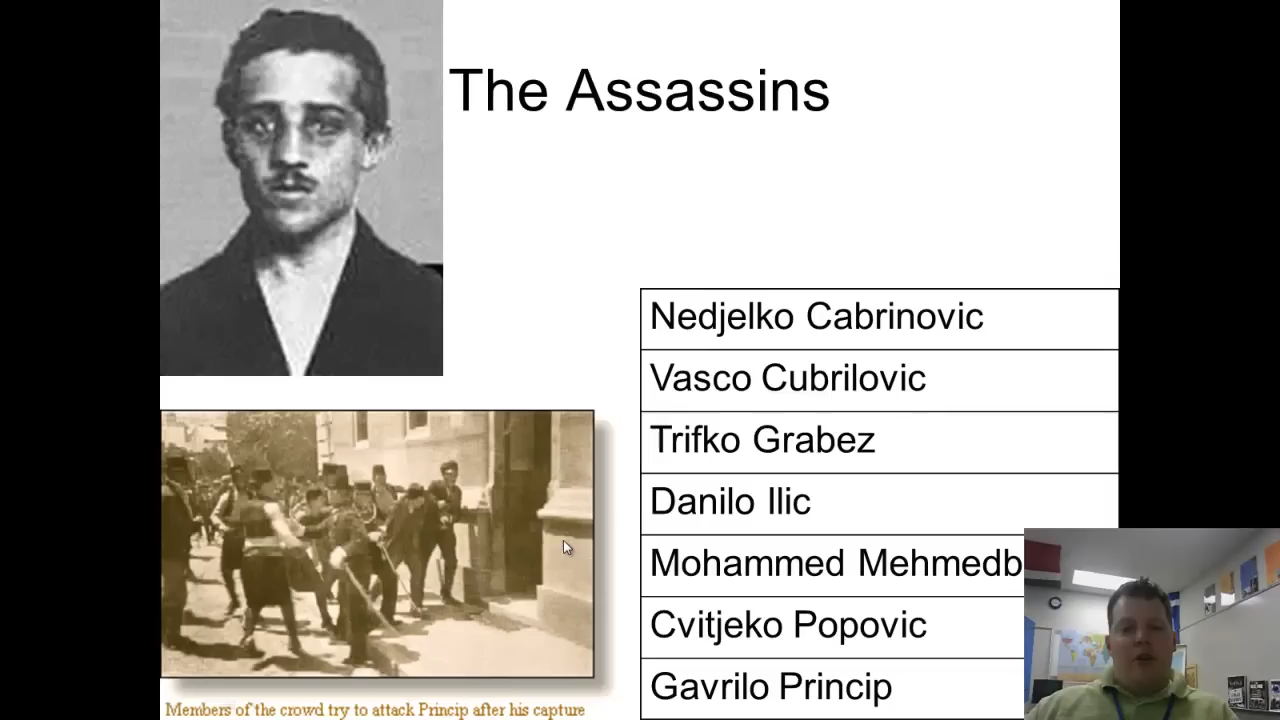 The Assassins
Nedjelko Cabrinovic
Vasco Cubrilovic
Trifko Grabez
Danilo Ilic
Mohammed Mehmedb
Cvitjeko Popovic
Gavrilo Princip
Members of the crowd try to attack Princip after his capture